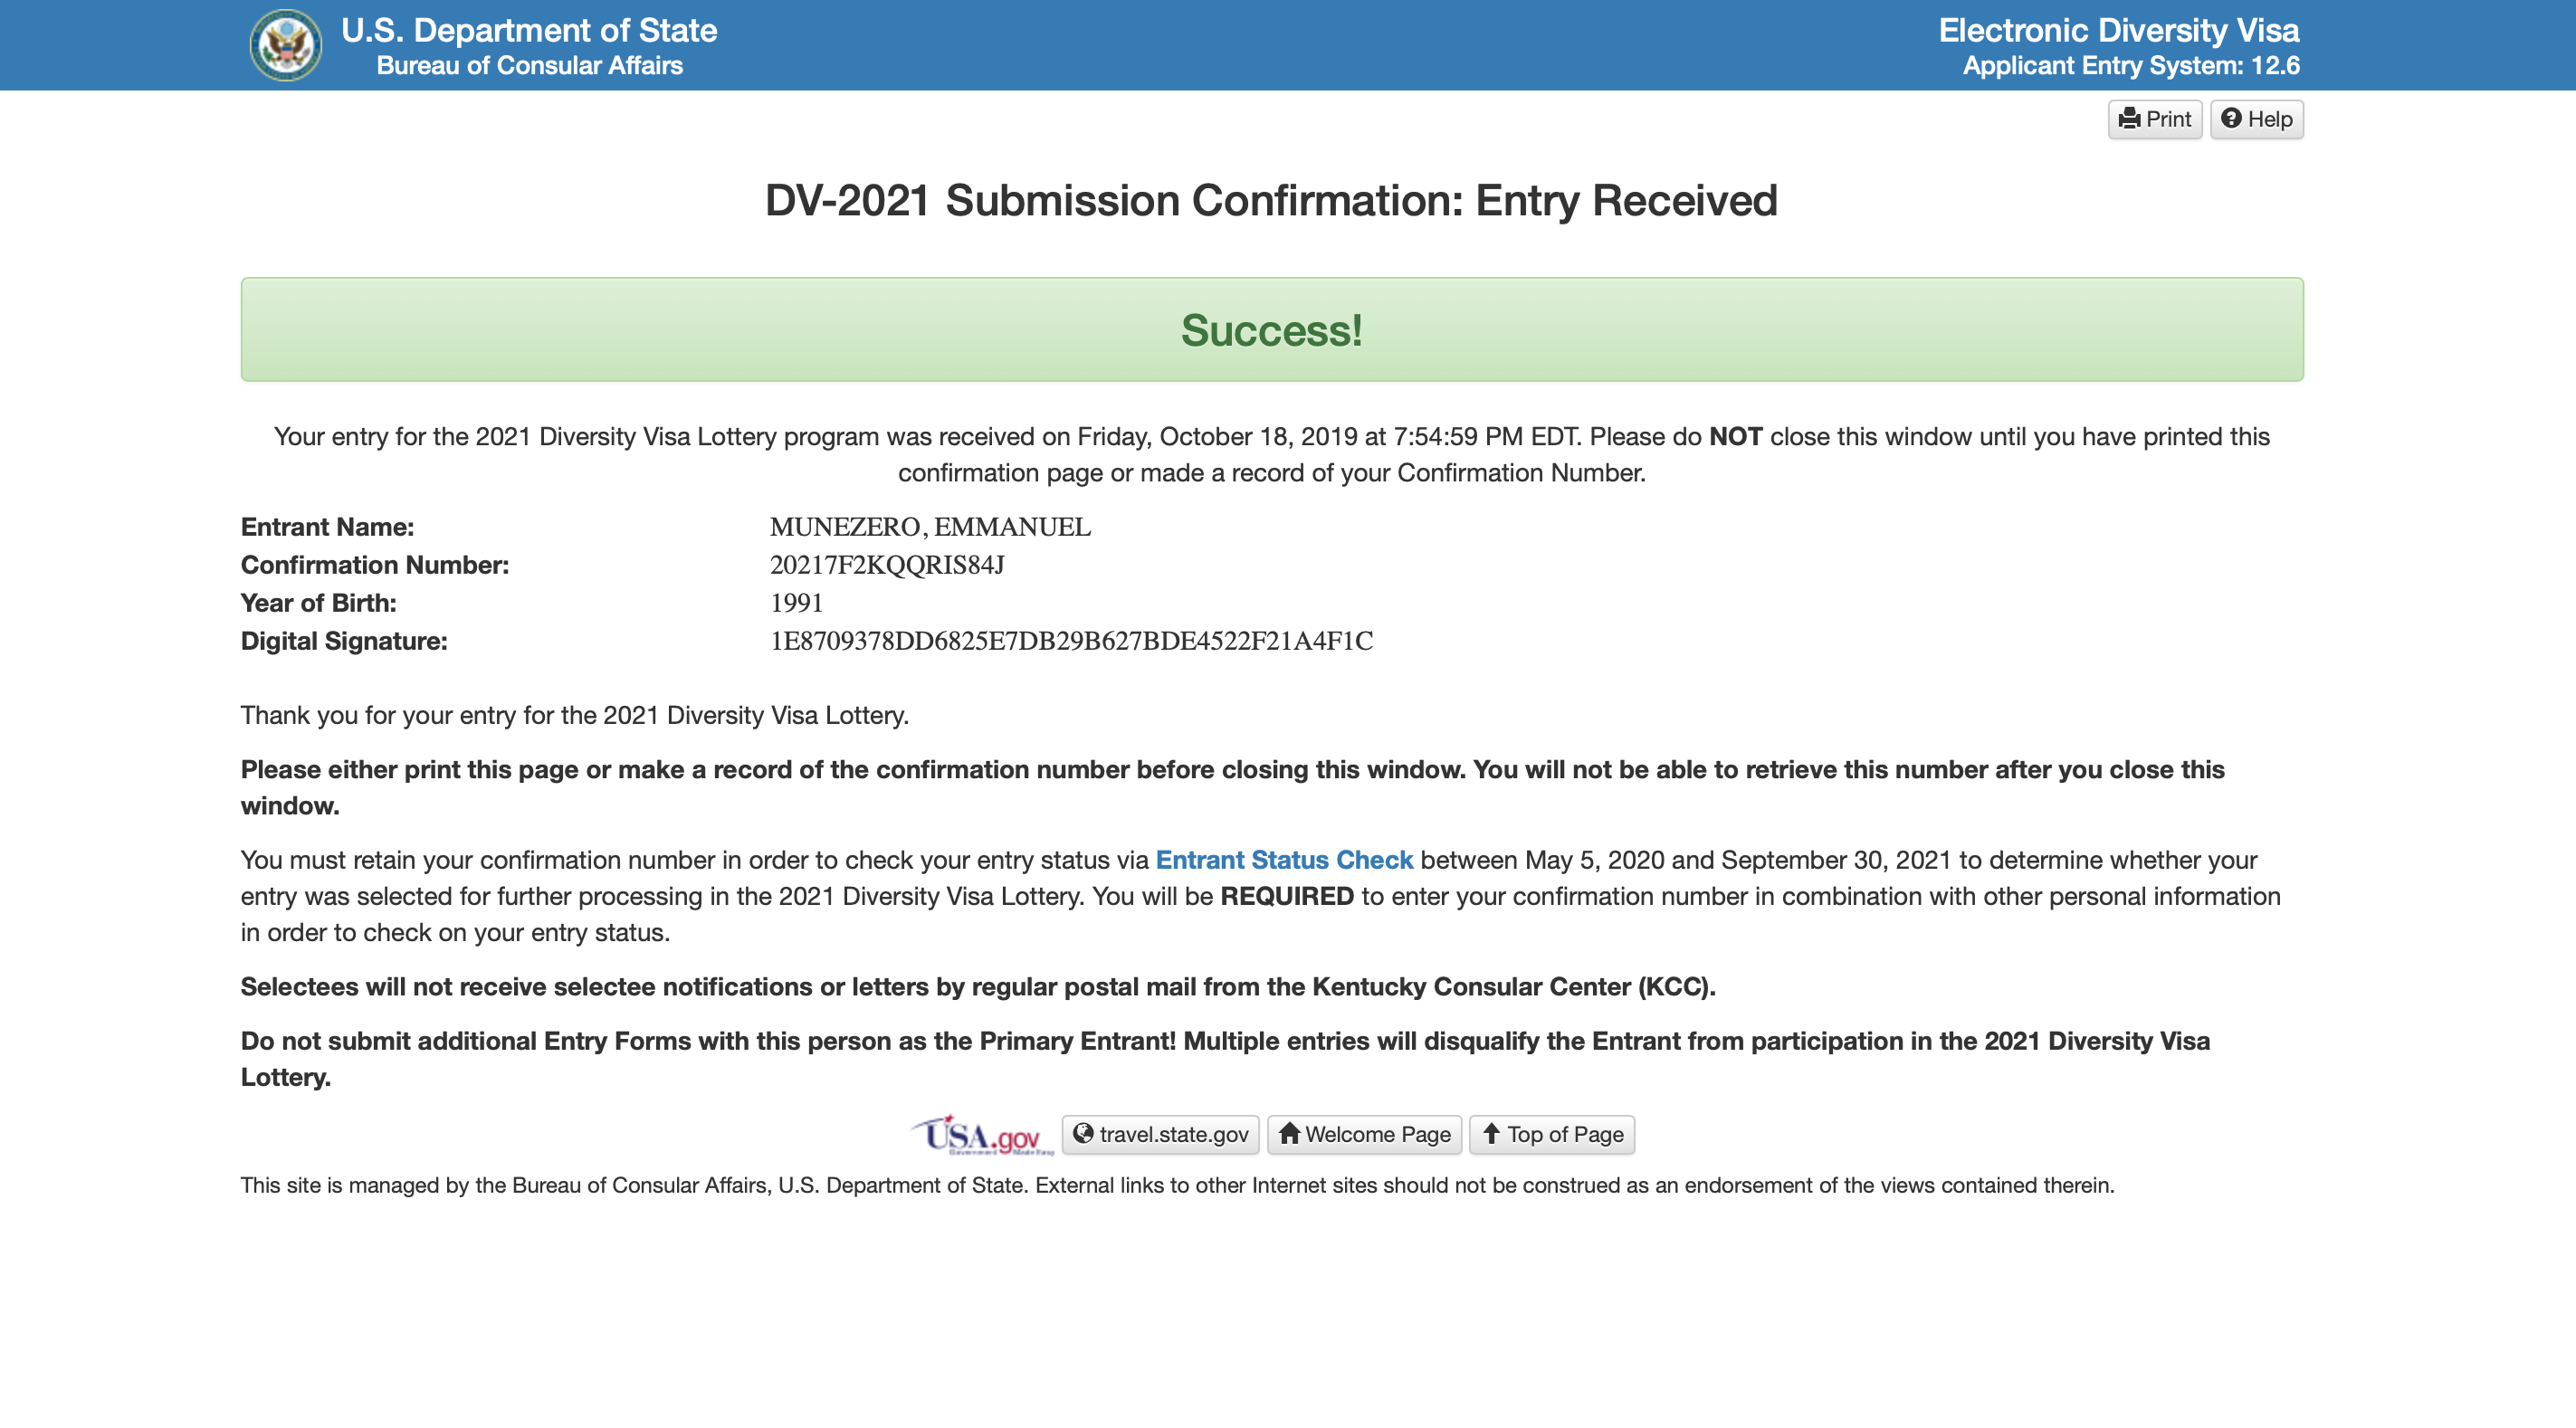 U.S. Department of State
Bureau of Consular Affairs
Electronic Diversity Visa
Applicant Entry System: 12.6
Print
Help
DV-2021 Submission Confirmation: Entry Received
Success!
Your entry for the 2021 Diversity Visa Lottery program was received on Friday, October 18, 2019 at 7:54:59 PM EDT. Please do NOT close this window until you have printed this
confirmation page or made a record of your Confirmation Number.
Entrant Name: MUNEZERO, EMMANUEL
Confirmation Number: 20217F2KQQRIS84J
Year of Birth: 1991
Digital Signature: 1E8709378DD6825E7DB29B627BDE4522F21A4F1C
Thank you for your entry for the 2021 Diversity Visa Lottery.
Please either print this page or make a record of the confirmation number before closing this window. You will not be able to retrieve this number after you close this
window.
You must retain your confirmation number in order to check your entry status via Entrant Status Check between May 5, 2020 and September 30, 2021 to determine whether your
entry was selected for further processing in the 2021 Diversity Visa Lottery. You will be REQUIRED to enter your confirmation number in combination with other personal information
in order to check on your entry status.
Selectees will not receive selectee notifications or letters by regular postal mail from the Kentucky Consular Center (KCC).
Do not submit additional Entry Forms with this person as the Primary Entrant! Multiple entries will disqualify the Entrant from participation in the 2021 Diversity Visa
Lottery.
USA.gov
Government Made Easy
travel.state.gov
Welcome Page
Top of Page
This site is managed by the Bureau of Consular Affairs, U.S. Department of State. External links to other Internet sites should not be construed as an endorsement of the views contained therein.